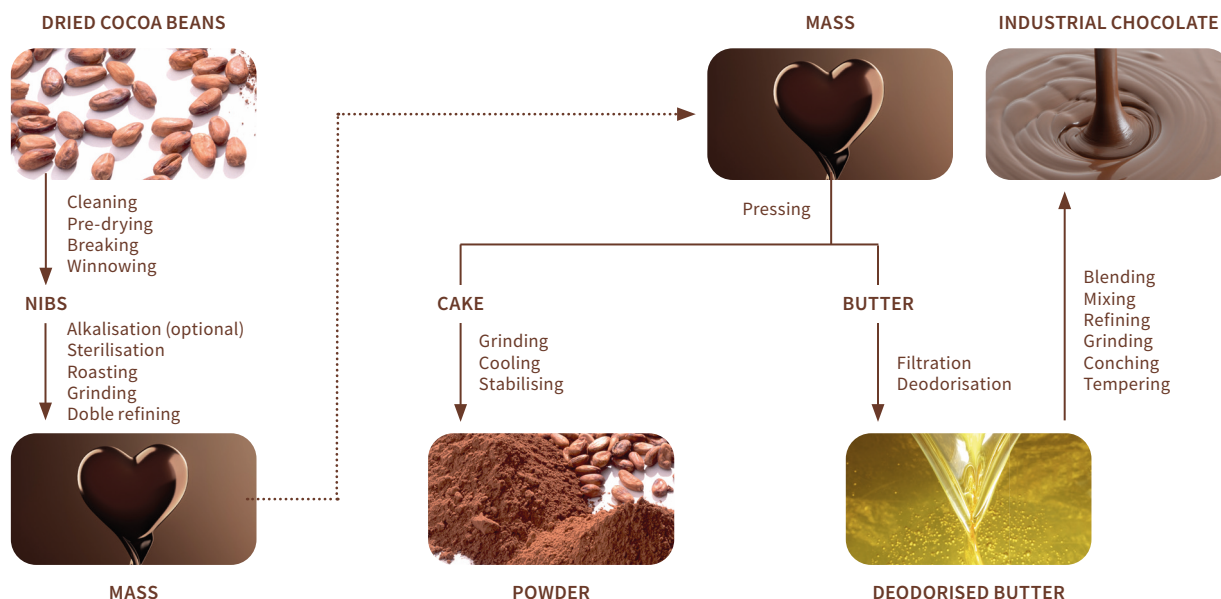 DRIED COCOA BEANS
Cleaning
Pre-drying
Breaking
Winnowing
NIBS
Alkalisation (optional)
Sterilisation
Roasting
Grinding
Doble refining
MASS
MASS
Pressing
CAKE
Grinding
Cooling
Stabilising
POWDER
BUTTER
Filtration
Deodorisation
DEODORISED BUTTER
Blending
Mixing
Refining
Grinding
Conching
Tempering
INDUSTRIAL CHOCOLATE